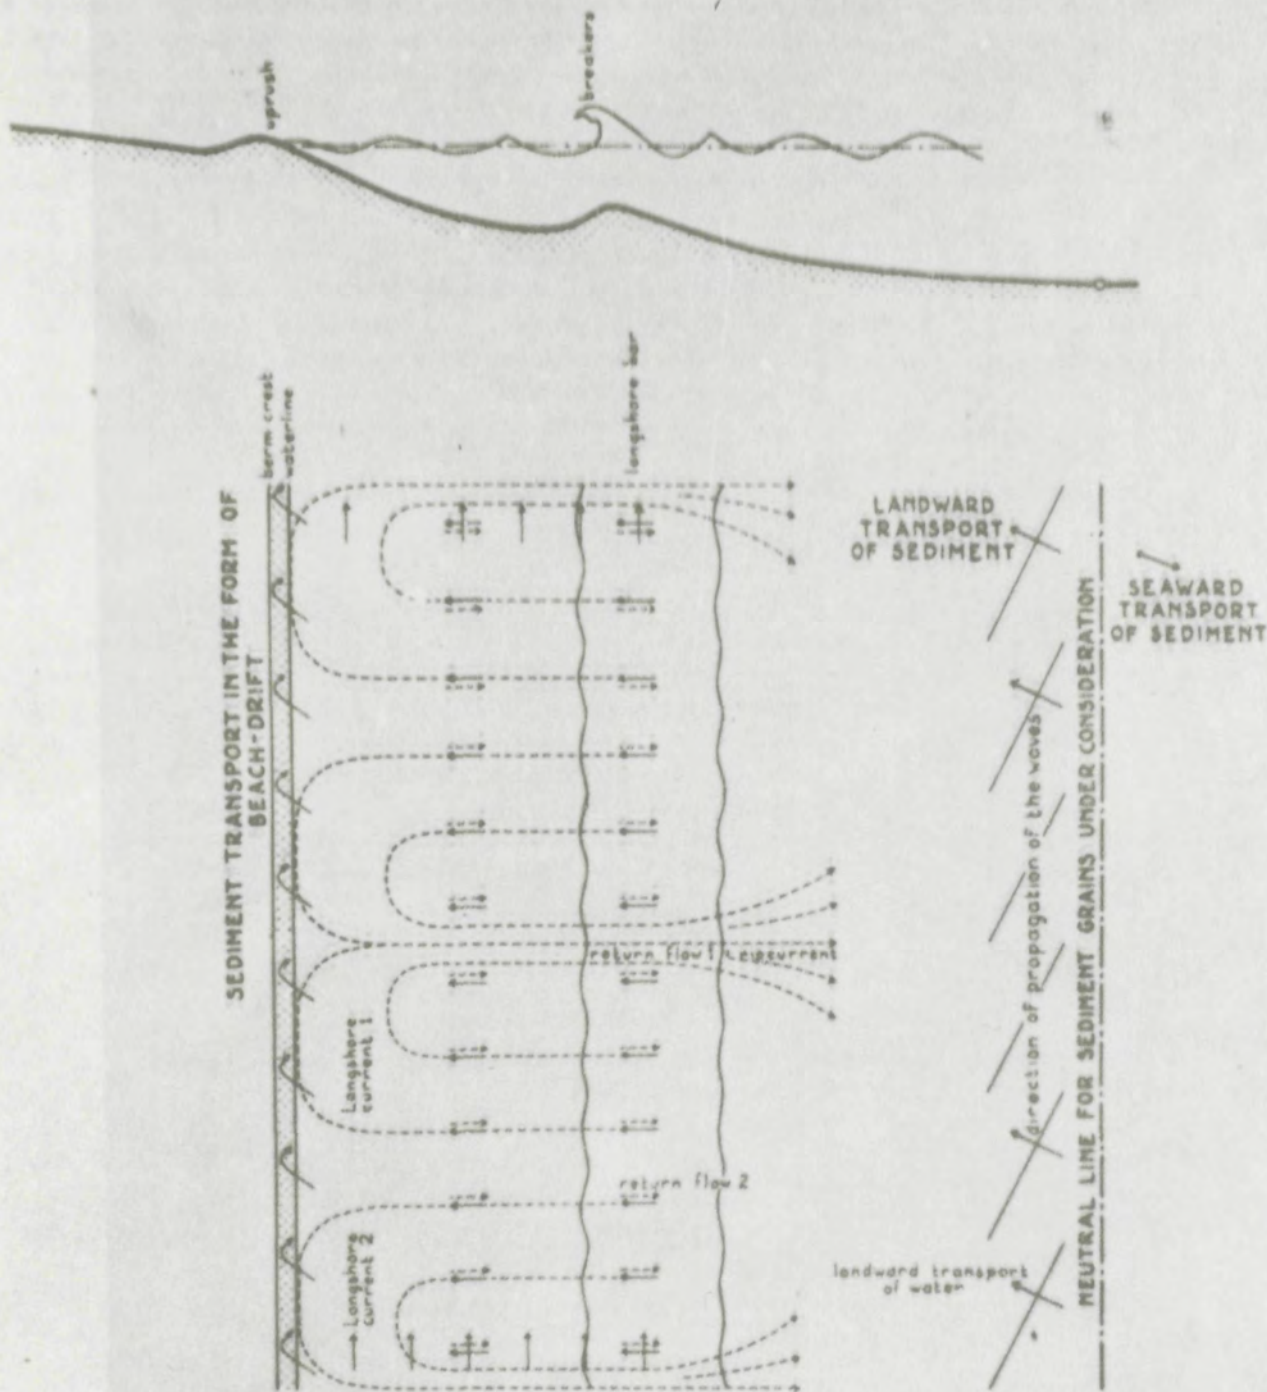 uprush
breakers
longshore bar
berm crest
waterline
SEDIMENT TRANSPORT IN THE FORM OF
BEACH-DRIFT
LANDWARD
TRANSPORT
OF SEDIMENT
SEAWARD
TRANSPORT
OF SEDIMENT
NEUTRAL LINE FOR SEDIMENT GRAINS UNDER CONSIDERATION
direction of propagation of the waves
return flow 1
ripcurrent
Longshore
current 1
return flow 2
Longshore
current 2
landward transport
of water